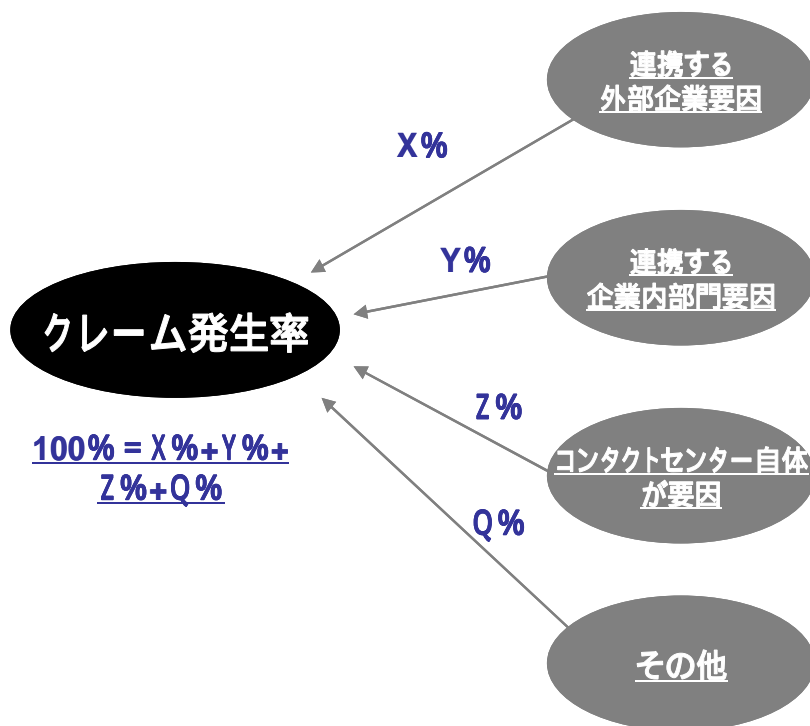 連携する
外部企業要因
X%
Y%
連携する
企業内部門要因
クレーム発生率
100% = X%+Y%+
Z%+Q%
Z%
コンタクトセンター自体
が要因
Q%
その他